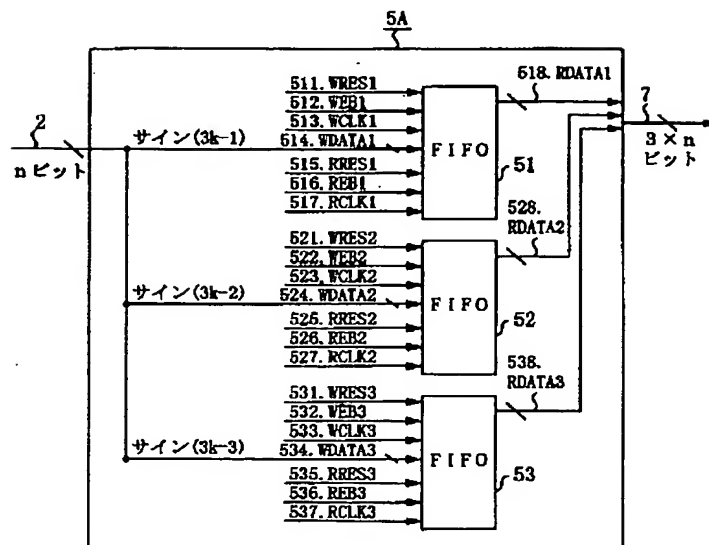 5A
511. WRES1
512. WEB1
513. WCLK1
サイン(3k-1)
514. WDATA1
515. RRES1
516. REB1
517. RCLK1
FIFO
51
518. RDATA1
2
nビット
7
3×n
ビット
521. WRES2
522. WEB2
523. WCLK2
サイン(3k-2)
524. WDATA2
525. RRES2
526. REB2
527. RCLK2
FIFO
52
528.
RDATA2
531. WRES3
532. WEB3
533. WCLK3
サイン(3k-3)
534. WDATA3
535. RRES3
536. REB3
537. RCLK3
FIFO
53
538.
RDATA3